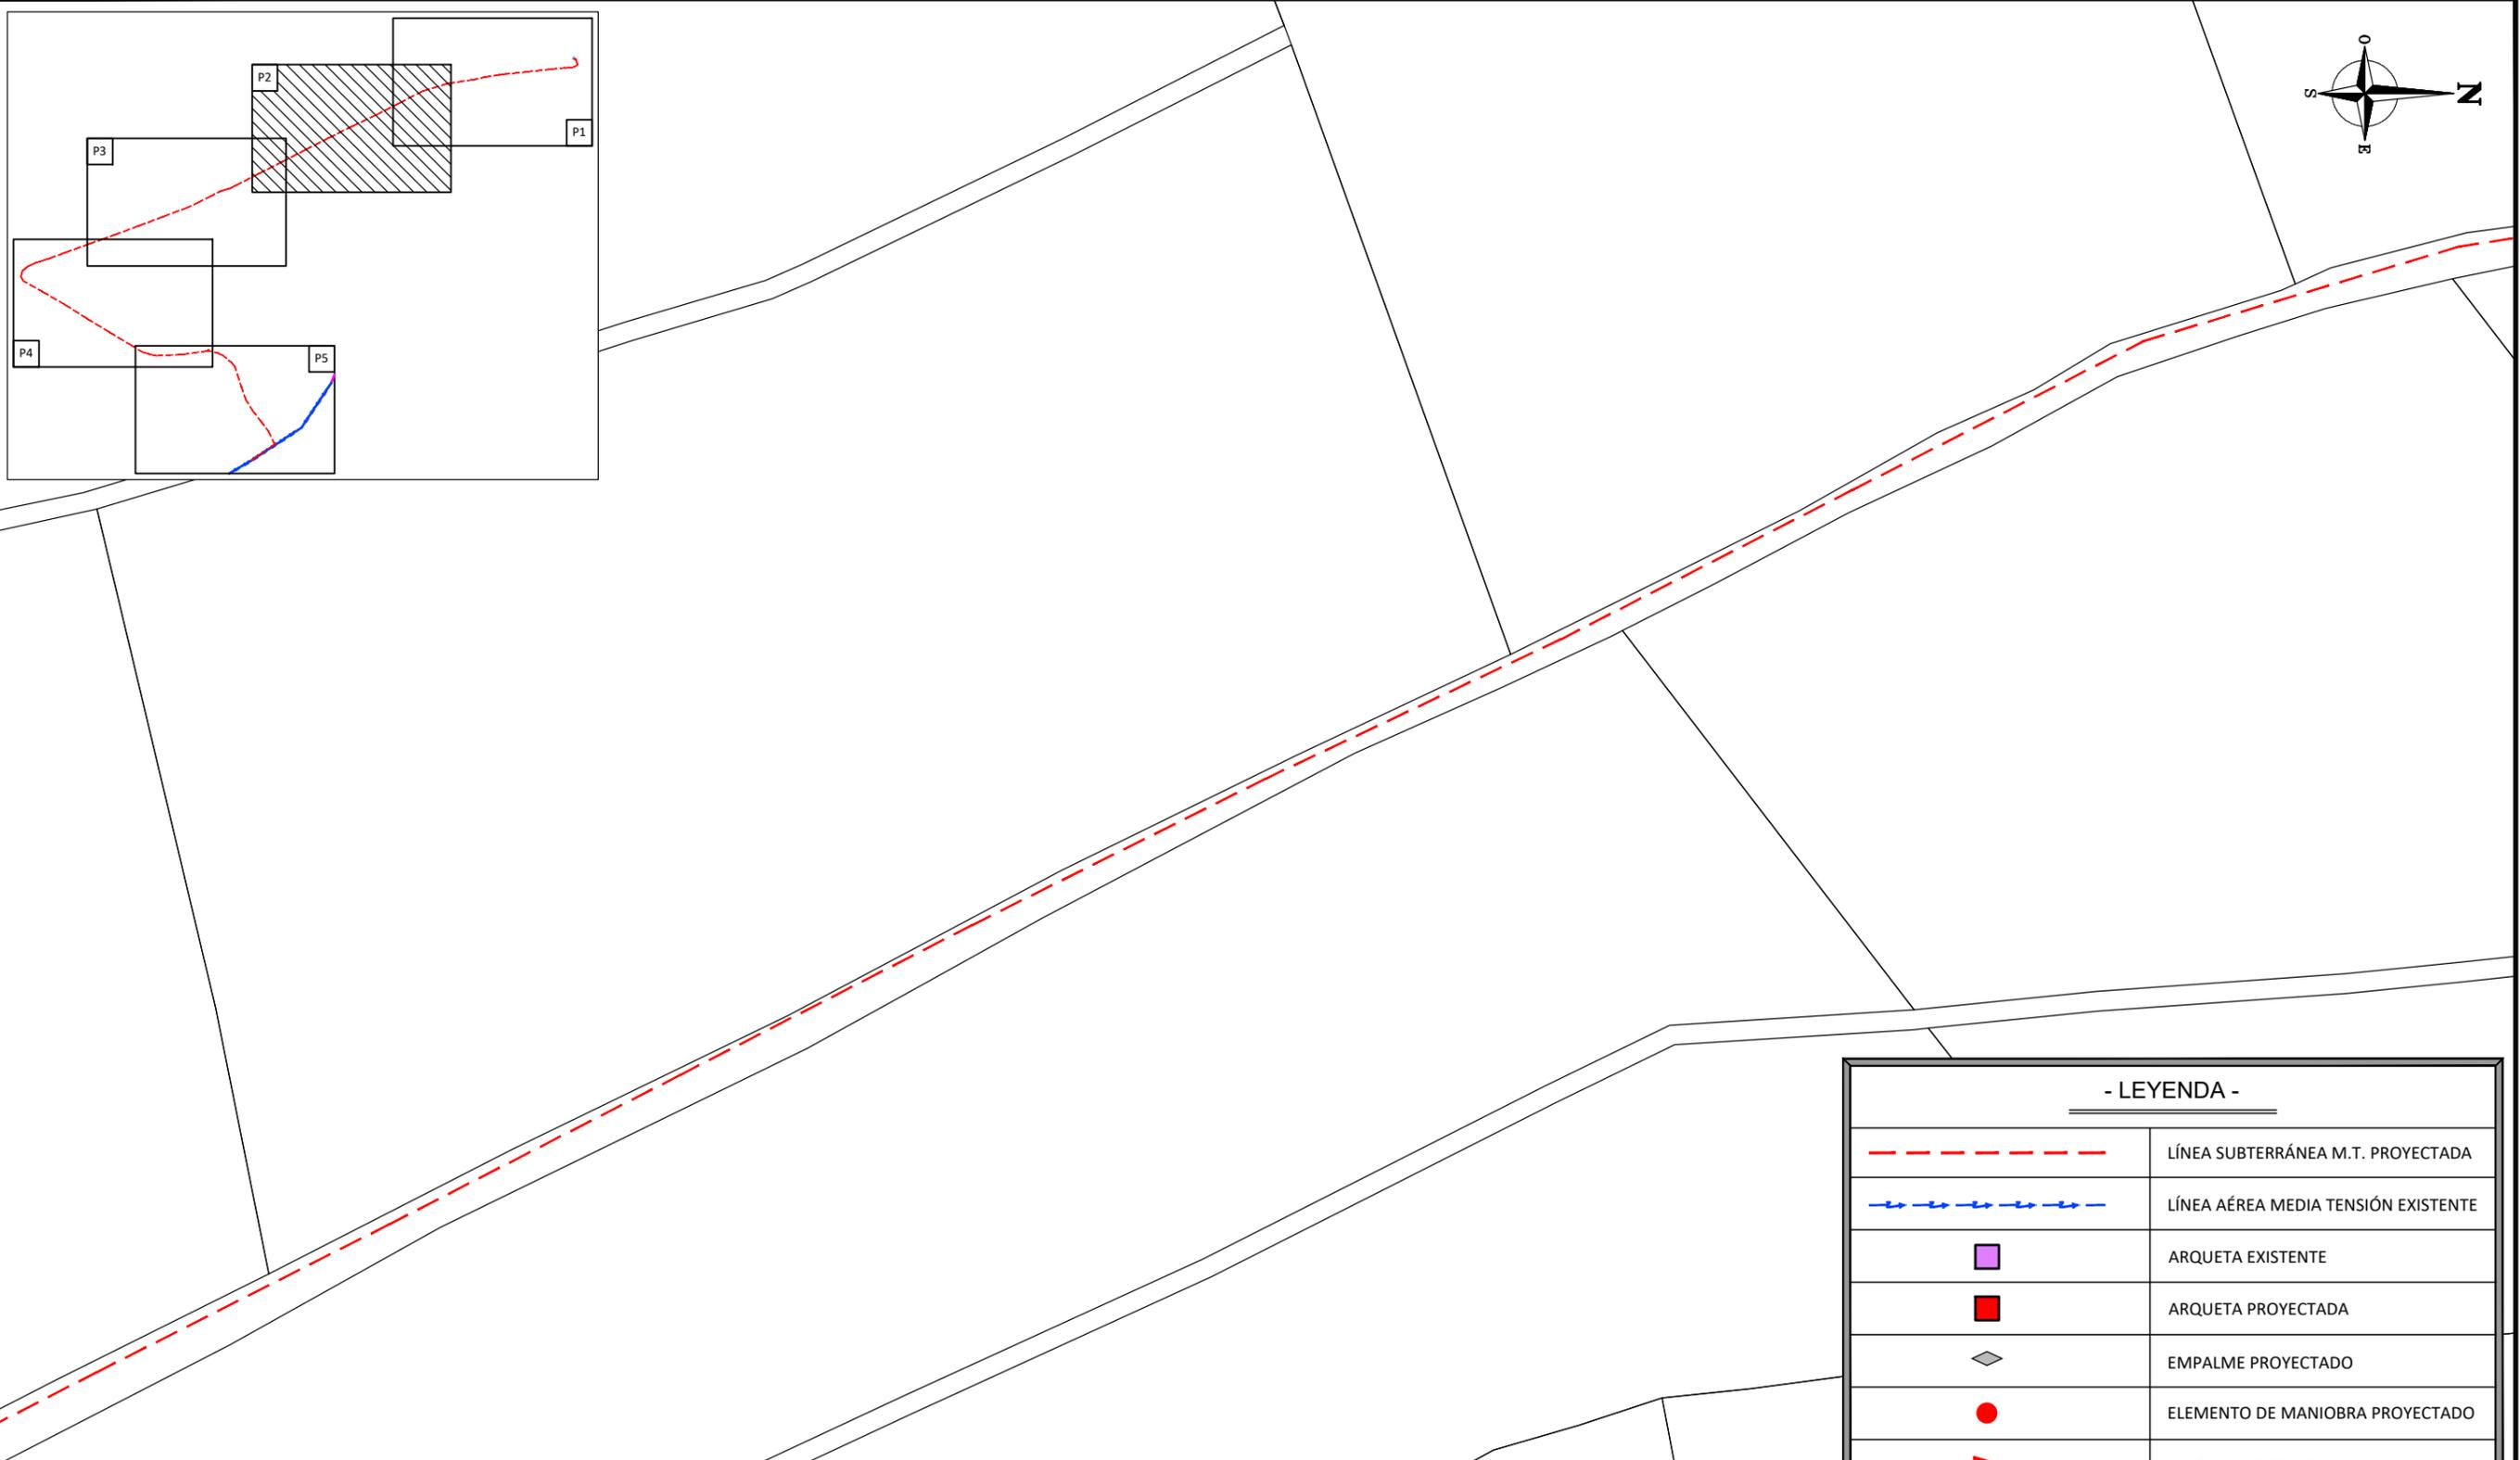 P2
P1
P3
P4
P5
O
S
N
E
- LEYENDA -
LÍNEA SUBTERRÁNEA M.T. PROYECTADA
LÍNEA AÉREA MEDIA TENSIÓN EXISTENTE
ARQUETA EXISTENTE
ARQUETA PROYECTADA
EMPALME PROYECTADO
ELEMENTO DE MANIOBRA PROYECTADO